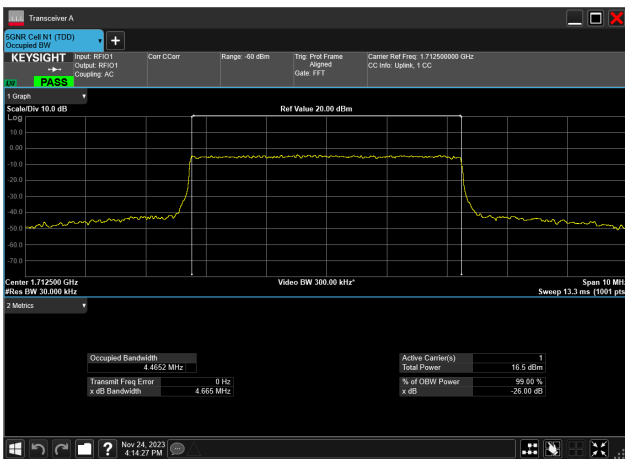 Transceiver A
5GNR Cell N1 (TDD)
Occupied BW
KEYSIGHT
Input: RFIO1
Output: RFIO1
Coupling: AC
Corr CCorr
Range: -60 dBm
Trig: Prot Frame
Aligned
Gate: FFT
Carrier Ref Freq: 1.712500000 GHz
CC Info: Uplink, 1 CC
PASS
1 Graph
Scale/Div 10.0 dB
Ref Value 20.00 dBm
Log
10.0
0.00
-10.0
-20.0
-30.0
-40.0
-50.0
-60.0
-70.0
Center 1.712500 GHz
Video BW 300.00 kHz*
Span 10 MHz
#Res BW 30.000 kHz
Sweep 13.3 ms (1001 pts
2 Metrics
Occupied Bandwidth
4.4652 MHz
Active Carrier(s) 1
Total Power 16.5 dBm
Transmit Freq Error 0 Hz
x dB Bandwidth 4.665 MHz
% of OBW Power 99.00 %
x dB -26.00 dB
Nov 24, 2023
4:14:27 PM